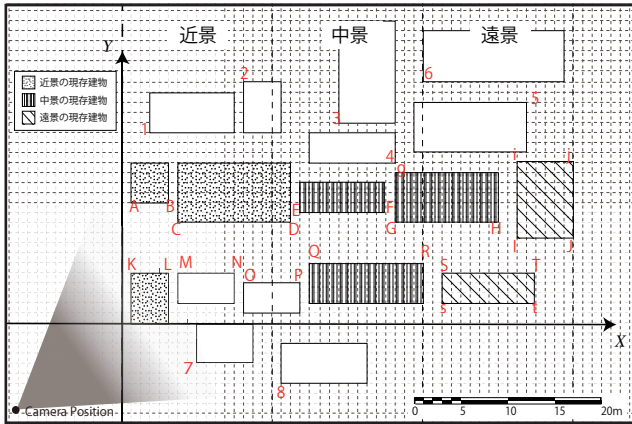 近景 中景 遠景
Y
近景の現存建物
中景の現存建物
遠景の現存建物
1
2
3
4
5
6
g
i
j
A
B
C
D
E
F
G
H
I
J
K
L
M
N
O
P
Q
R
S
T
s
t
X
7
8
Camera Position
0 5 10 15 20m